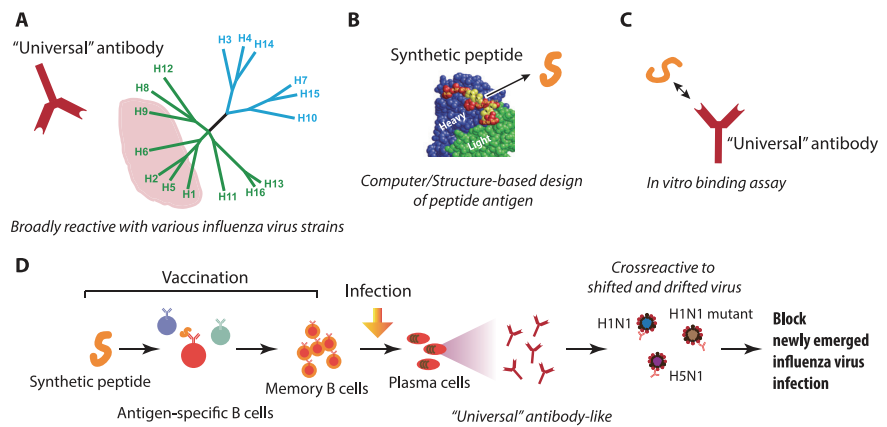 A
"Universal" antibody
H3
H4
H14
H12
H8
H7
H15
H9
H10
H6
H2
H5
H1
H11
H16
H13
Broadly reactive with various influenza virus strains
B
Synthetic peptide
Heavy
Light
Computer/Structure-based design
of peptide antigen
C
"Universal" antibody
In vitro binding assay
D
Vaccination
Infection
Crossreactive to
shifted and drifted virus
H1N1
H1N1 mutant
H5N1
Block
newly emerged
influenza virus
infection
Synthetic peptide
Antigen-specific B cells
Memory B cells
Plasma cells
"Universal" antibody-like